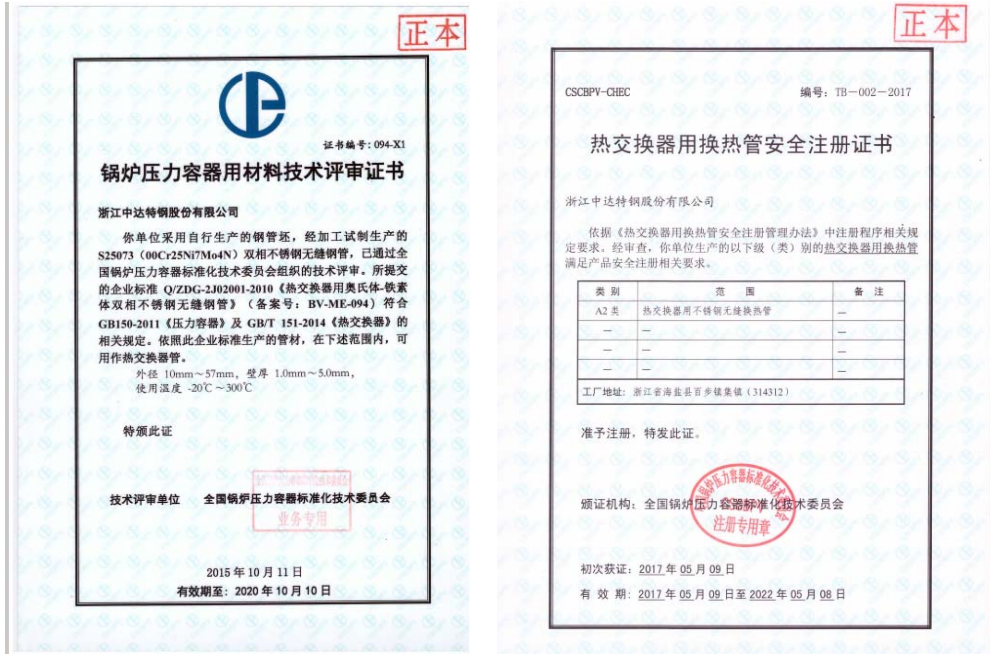 正本
证书编号：094-X1
锅炉压力容器用材料技术评审证书
浙江中达特钢股份有限公司
你单位采用自行生产的钢管坯，经加工试制生产的
S25073（00Cr25Ni7Mo4N）双相不锈钢无缝钢管，已通过全
国锅炉压力容器标准化技术委员会组织的技术评审。所提交
的企业标准 Q/ZDG-2J02001-2010《热交换器用奥氏体-铁素
体双相不锈钢无缝钢管》（备案号：BV-ME-094）符合
GB150-2011《压力容器》及 GB/T 151-2014《热交换器》的
相关规定。依照此企业标准生产的管材，在下述范围内，可
用作热交换器管。
外径 10mm～57mm，壁厚 1.0mm～5.0mm，
使用温度 -20℃～300℃
特颁此证
技术评审单位 全国锅炉压力容器标准化技术委员会
业务专用
2015 年 10 月 11 日
有效期至：2020 年 10 月 10 日
正本
CSCBPV-CHEC 编号：TB-002-2017
热交换器用换热管安全注册证书
浙江中达特钢股份有限公司
依据《热交换器用换热管安全注册管理办法》中注册程序相关规
定要求。经审查，你单位生产的以下级（类）别的热交换器用换热管
满足产品安全注册相关要求。
类 别 范 围 备 注
A2 类 热交换器用不锈钢无缝换热管 —
— — —
— — —
— — —
工厂地址：浙江省海盐县百步镇集镇（314312）
准予注册，特发此证。
颁证机构：全国锅炉压力容器标准化技术委员会
注册专用章
初次获证：2017 年 05 月 09 日
有 效 期：2017 年 05 月 09 日至 2022 年 05 月 08 日